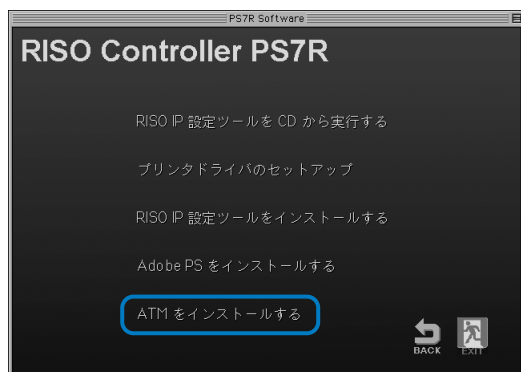 PS7R Software
RISO Controller PS7R
RISO IP 設定ツールを CD から実行する
プリンタドライバのセットアップ
RISO IP 設定ツールをインストールする
Adobe PS をインストールする
ATM をインストールする
BACK
EXIT